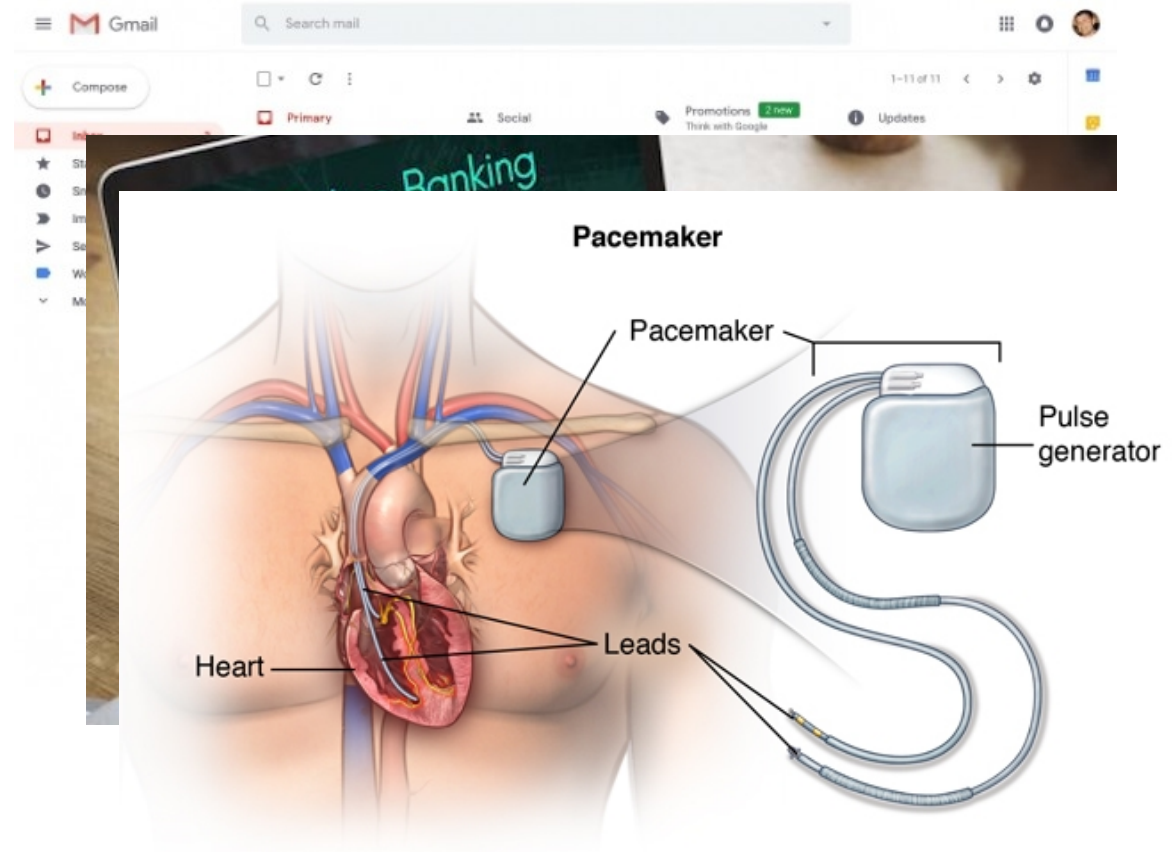 Gmail
Search mail
Compose
1–11 of 11
Primary
Social
Promotions
2 new
Think with Google
Updates
Banking
Pacemaker
Pacemaker
Pulse
generator
Leads
Heart